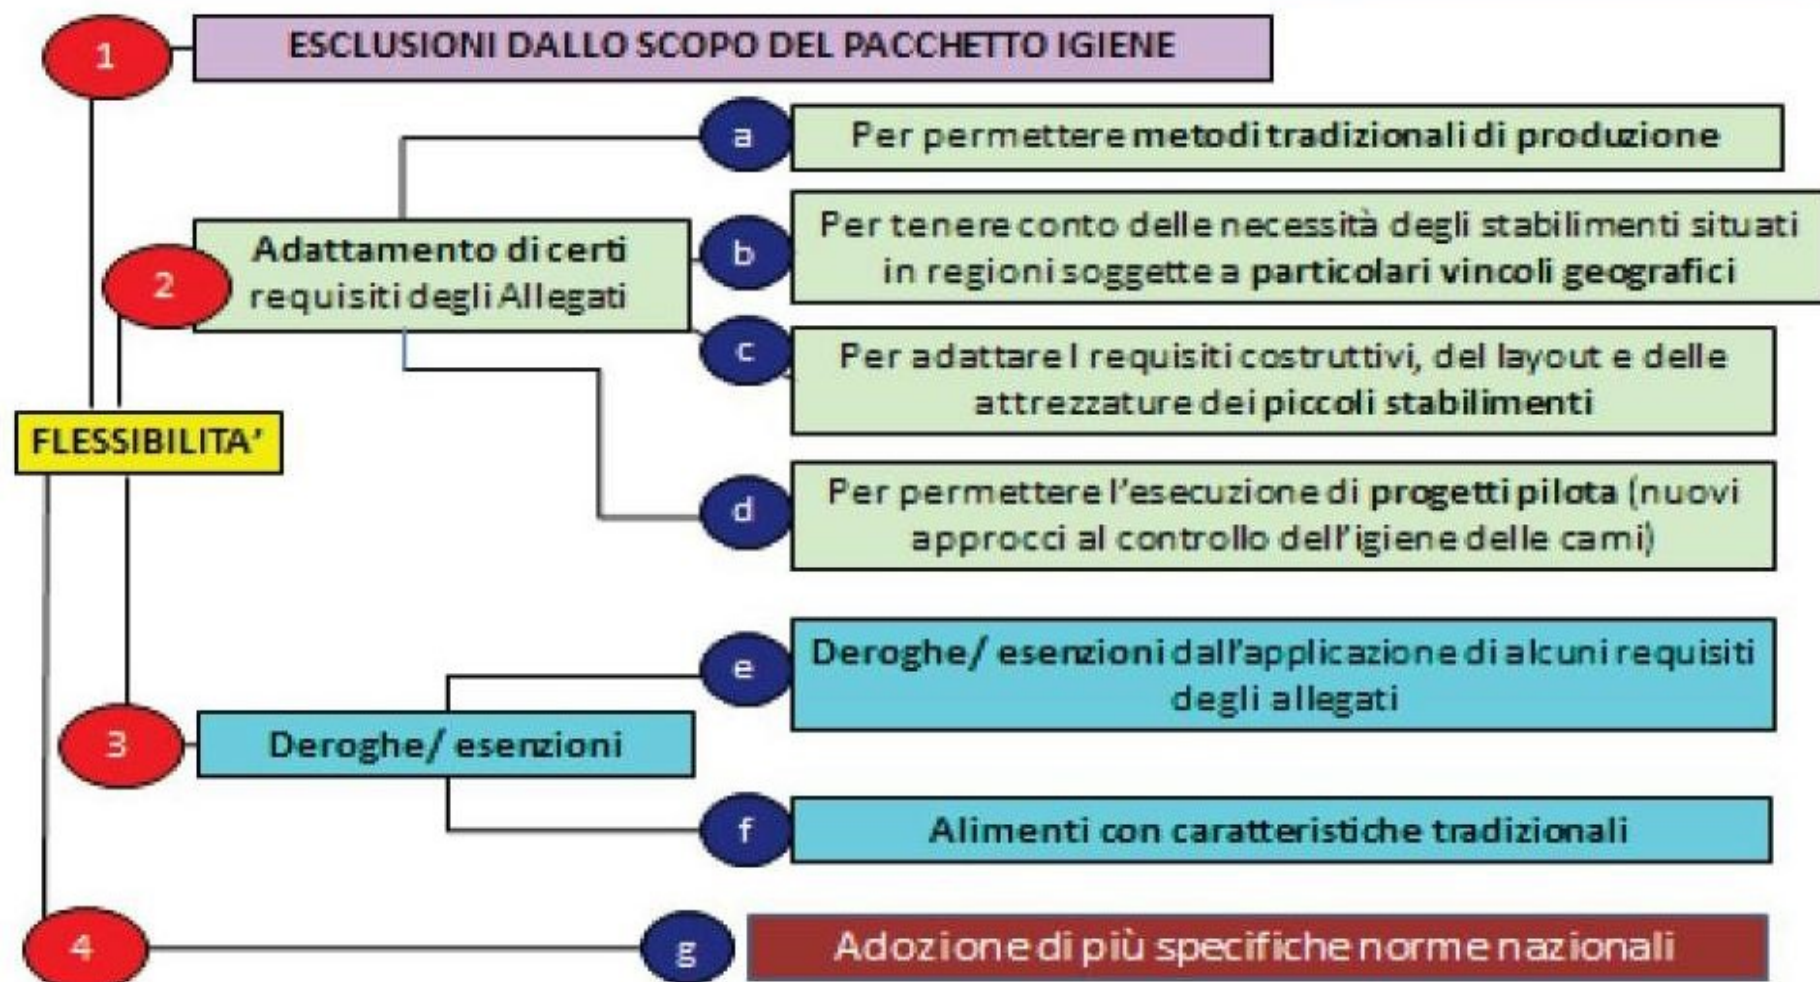 1
ESCLUSIONI DALLO SCOPO DEL PACCHETTO IGIENE
a
Per permettere metodi tradizionali di produzione
2
Adattamento di certi
requisiti degli Allegati
b
Per tenere conto delle necessità degli stabilimenti situati
in regioni soggette a particolari vincoli geografici
c
Per adattare I requisiti costruttivi, del layout e delle
attrezzature dei piccoli stabilimenti
FLESSIBILITA’
d
Per permettere l’esecuzione di progetti pilota (nuovi
approcci al controllo dell’igiene delle carni)
3
Deroghe/ esenzioni
e
Deroghe/ esenzioni dall’applicazione di alcuni requisiti
degli allegati
f
Alimenti con caratteristiche tradizionali
4
g
Adozione di più specifiche norme nazionali